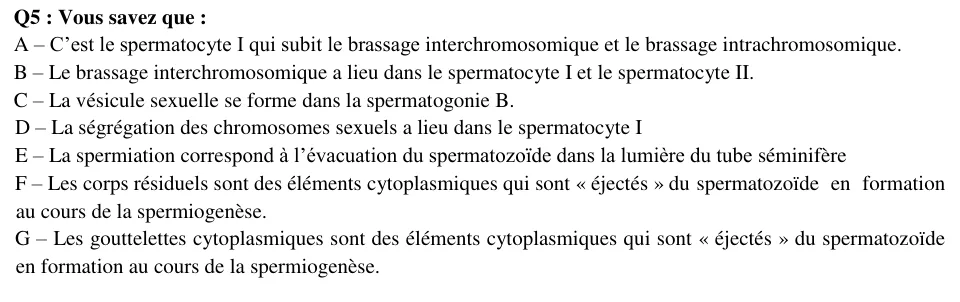 Q5 : Vous savez que :
A – C’est le spermatocyte I qui subit le brassage interchromosomique et le brassage intrachromosomique.
B – Le brassage interchromosomique a lieu dans le spermatocyte I et le spermatocyte II.
C – La vésicule sexuelle se forme dans la spermatogonie B.
D – La ségrégation des chromosomes sexuels a lieu dans le spermatocyte I
E – La spermiation correspond à l’évacuation du spermatozoïde dans la lumière du tube séminifère
F – Les corps résiduels sont des éléments cytoplasmiques qui sont « éjectés » du spermatozoïde en formation
au cours de la spermiogenèse.
G – Les gouttelettes cytoplasmiques sont des éléments cytoplasmiques qui sont « éjectés » du spermatozoïde
en formation au cours de la spermiogenèse.